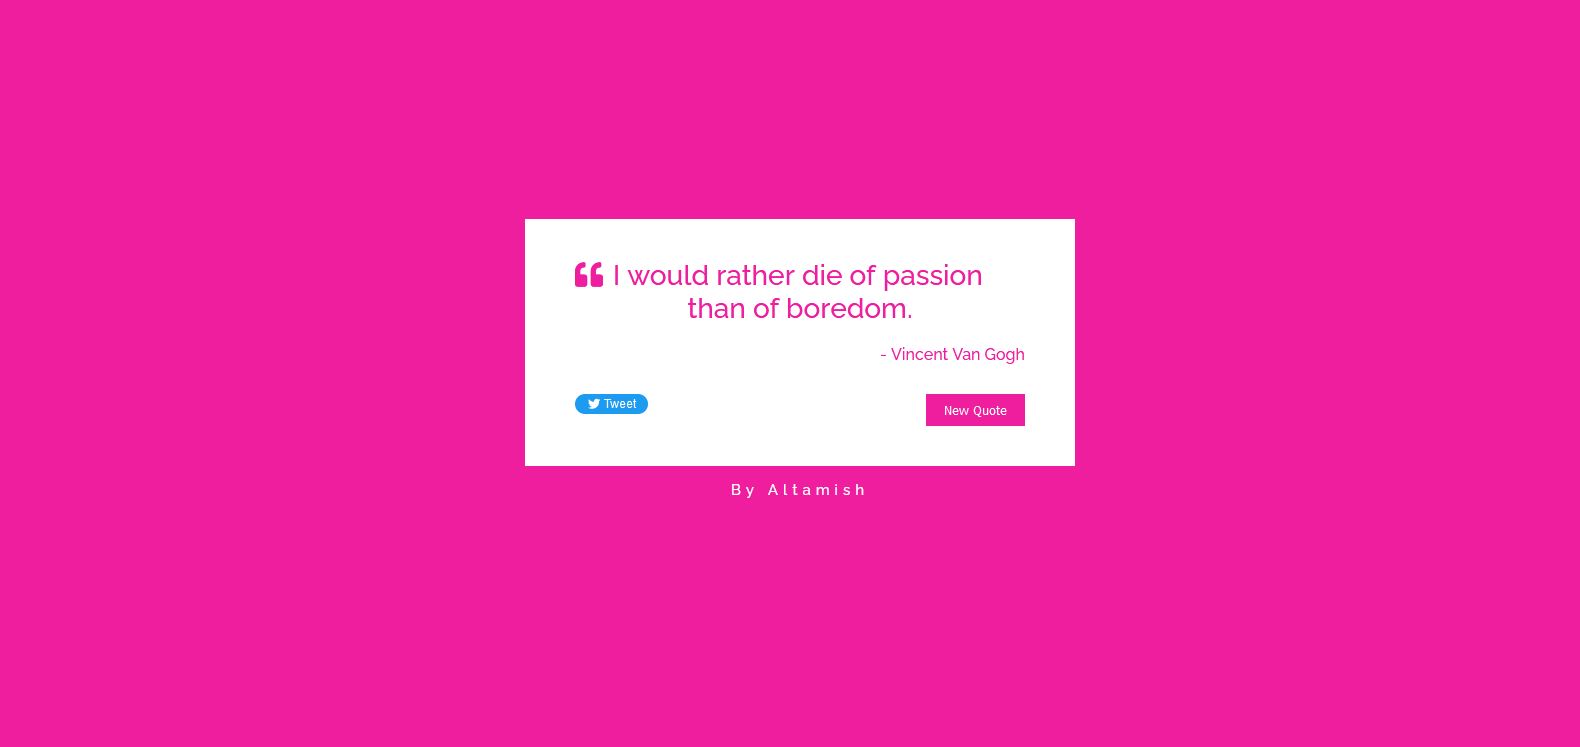 I would rather die of passion
than of boredom.
- Vincent Van Gogh
Tweet
New Quote
By Altamish